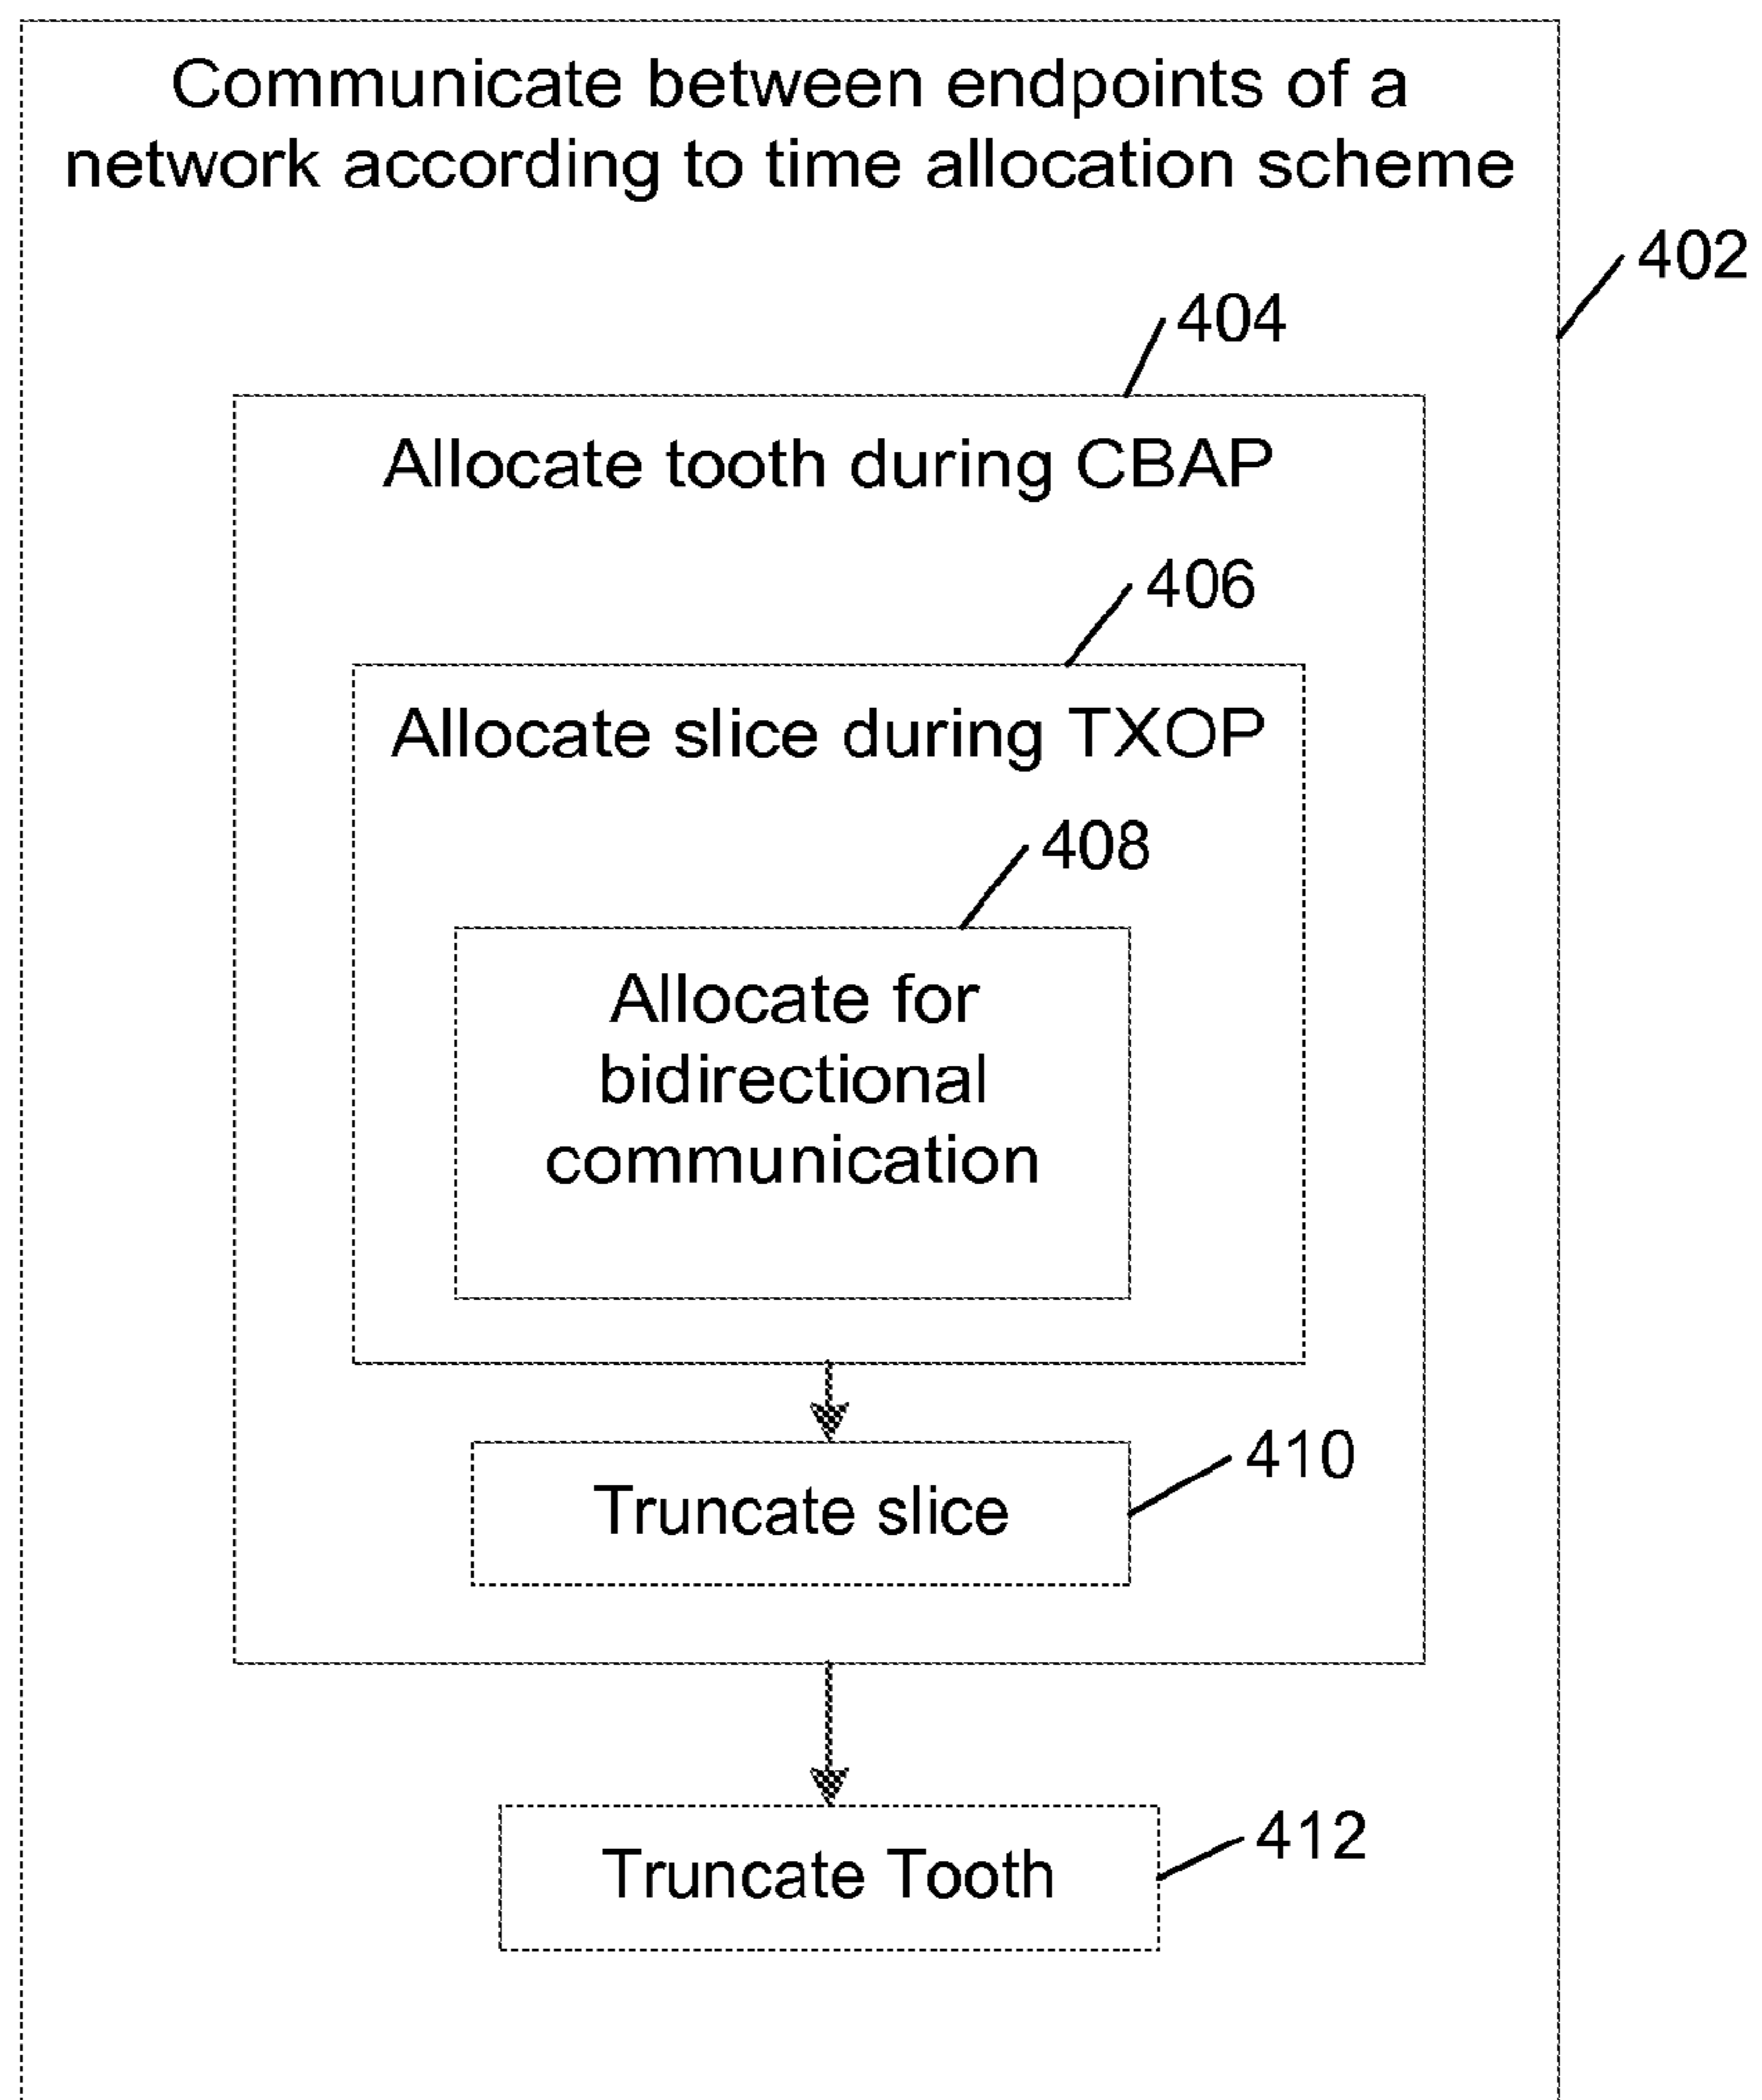 Communicate between endpoints of a
network according to time allocation scheme
402
404
Allocate tooth during CBAP
406
Allocate slice during TXOP
408
Allocate for
bidirectional
communication
410
Truncate slice
412
Truncate Tooth